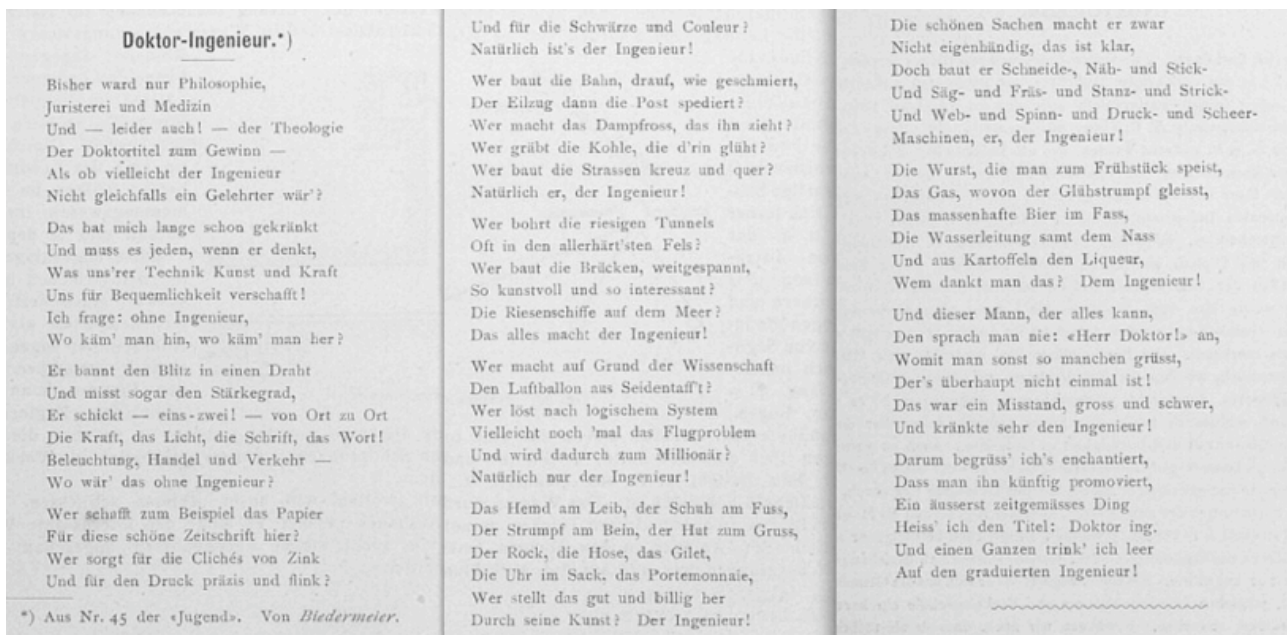 Doktor-Ingenieur.*)
Bisher ward nur Philosophie,
Juristerei und Medizin
Und — leider auch! — der Theologie
Der Doktortitel zum Gewinn —
Als ob vielleicht der Ingenieur
Nicht gleichfalls ein Gelehrter wär'?
Das hat mich lange schon gekränkt
Und muss es jeden, wenn er denkt,
Was uns'rer Technik Kunst und Kraft
Uns für Bequemlichkeit verschafft!
Ich frage: ohne Ingenieur,
Wo käm' man hin, wo käm' man her?
Er bannt den Blitz in einen Draht
Und misst sogar den Stärkegrad,
Er schickt — eins-zwei! — von Ort zu Ort
Die Kraft, das Licht, die Schrift, das Wort!
Beleuchtung, Handel und Verkehr —
Wo wär' das ohne Ingenieur?
Wer schafft zum Beispiel das Papier
Für diese schöne Zeitschrift hier?
Wer sorgt für die Clichés von Zink
Und für den Druck präzis und flink?
*) Aus Nr. 45 der «Jugend». Von Biedermeier.
Und für die Schwärze und Couleur?
Natürlich ist's der Ingenieur!
Wer baut die Bahn, drauf, wie geschmiert,
Der Eilzug dann die Post spediert?
Wer macht das Dampfross, das ihn zieht?
Wer gräbt die Kohle, die d'rin glüht?
Wer baut die Strassen kreuz und quer?
Natürlich er, der Ingenieur!
Wer bohrt die riesigen Tunnels
Oft in den allerhärt'sten Fels?
Wer baut die Brücken, weitgespannt,
So kunstvoll und so interessant?
Die Riesenschiffe auf dem Meer?
Das alles macht der Ingenieur!
Wer macht auf Grund der Wissenschaft
Den Luftballon aus Seidentaff't?
Wer löst nach logischem System
Vielleicht noch 'mal das Flugproblem
Und wird dadurch zum Millionär?
Natürlich nur der Ingenieur!
Das Hemd am Leib, der Schuh am Fuss,
Der Strumpf am Bein, der Hut zum Gruss,
Der Rock, die Hose, das Gilet,
Die Uhr im Sack, das Portemonnaie,
Wer stellt das gut und billig her
Durch seine Kunst? Der Ingenieur!
Die schönen Sachen macht er zwar
Nicht eigenhändig, das ist klar,
Doch baut er Schneide-, Näh- und Stick-
Und Säg- und Fräs- und Stanz- und Strick-
Und Web- und Spinn- und Druck- und Scheer-
Maschinen, er, der Ingenieur!
Die Wurst, die man zum Frühstück speist,
Das Gas, wovon der Glühstrumpf gleisst,
Das massenhafte Bier im Fass,
Die Wasserleitung samt dem Nass
Und aus Kartoffeln den Liqueur,
Wem dankt man das? Dem Ingenieur!
Und dieser Mann, der alles kann,
Den sprach man nie: «Herr Doktor!» an,
Womit man sonst so manchen grüsst,
Der's überhaupt nicht einmal ist!
Das war ein Misstand, gross und schwer,
Und kränkte sehr den Ingenieur!
Darum begrüss' ich's enchantiert,
Dass man ihn künftig promoviert,
Ein äusserst zeitgemässes Ding
Heiss' ich den Titel: Doktor ing.
Und einen Ganzen trink' ich leer
Auf den graduierten Ingenieur!